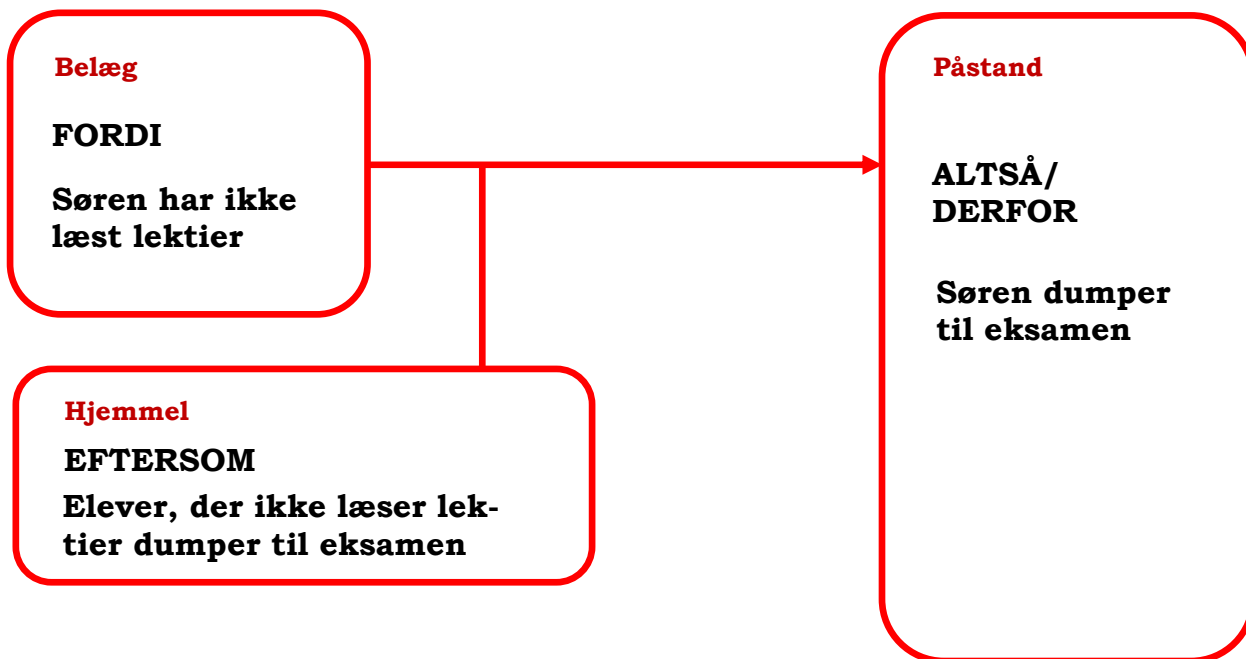 Belæg
FORDI
Søren har ikke
læst lektier
Hjemmel
EFTERSOM
Elever, der ikke læser lek-
tier dumper til eksamen
Påstand
ALTSÅ/
DERFOR
Søren dumper
til eksamen